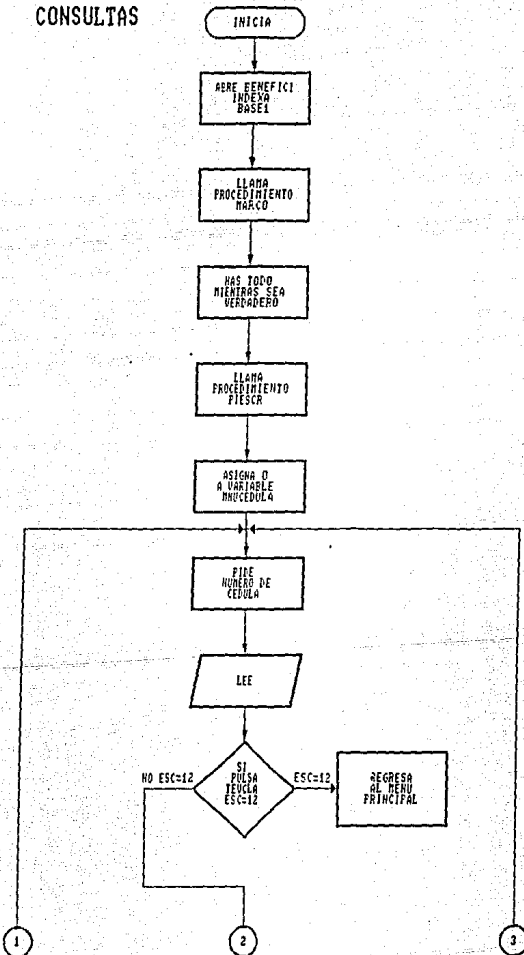 CONSULTAS
INICIA
ABRE BENEFICI
INDEXA
BASE1
LLAMA
PROCEDIMIENTO
MARCO
HAS TODO
MIENTRAS SEA
VERDADERO
LLAMA
PROCEDIMIENTO
PIESCR
ASIGNA 0
A VARIABLE
MNUCEDULA
PIDE
NUMERO DE
CEDULA
LEE
SI
PULSA
TEVCLA
ESC=12
NO ESC=12
ESC=12
REGRESA
AL MENU
PRINCIPAL
1
2
3